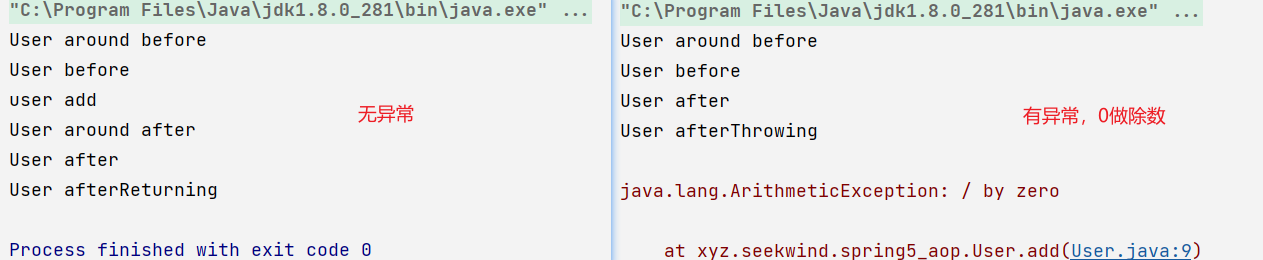 "C:\Program Files\Java\jdk1.8.0_281\bin\java.exe" ...
User around before
User before
user add
无异常
User around after
User after
User afterReturning
Process finished with exit code 0
"C:\Program Files\Java\jdk1.8.0_281\bin\java.exe" ...
User around before
User before
User after
有异常，0做除数
User afterThrowing
java.lang.ArithmeticException: / by zero
at xyz.seekwind.spring5_aop.User.add(User.java:9)